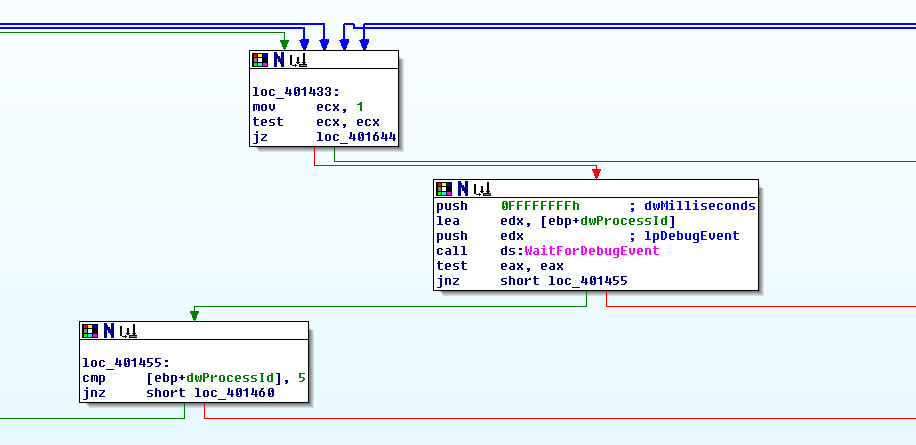 loc_401433:
mov ecx, 1
test ecx, ecx
jz loc_401644
push 0FFFFFFFFh ; dwMilliseconds
lea edx, [ebp+dwProcessId]
push edx ; lpDebugEvent
call ds:WaitForDebugEvent
test eax, eax
jnz short loc_401455
loc_401455:
cmp [ebp+dwProcessId], 5
jnz short loc_401460